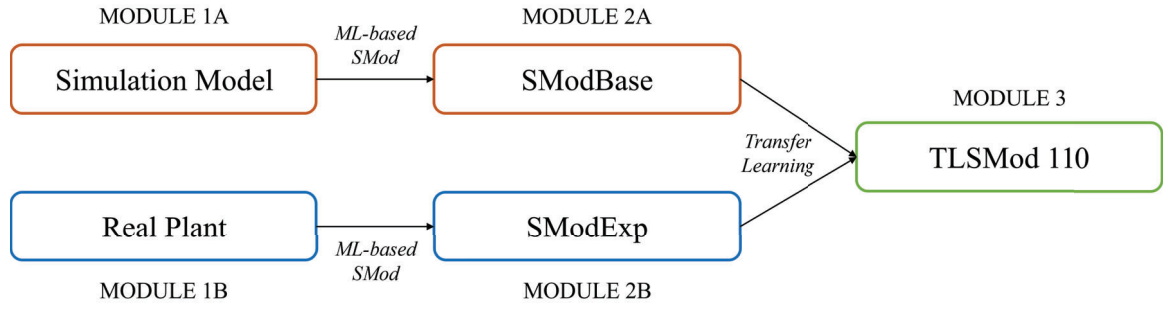 MODULE 1A
ML-based
SMod
MODULE 2A
Simulation Model
SModBase
MODULE 3
Transfer
Learning
TLSMod 110
Real Plant
ML-based
SMod
SModExp
MODULE 1B
MODULE 2B